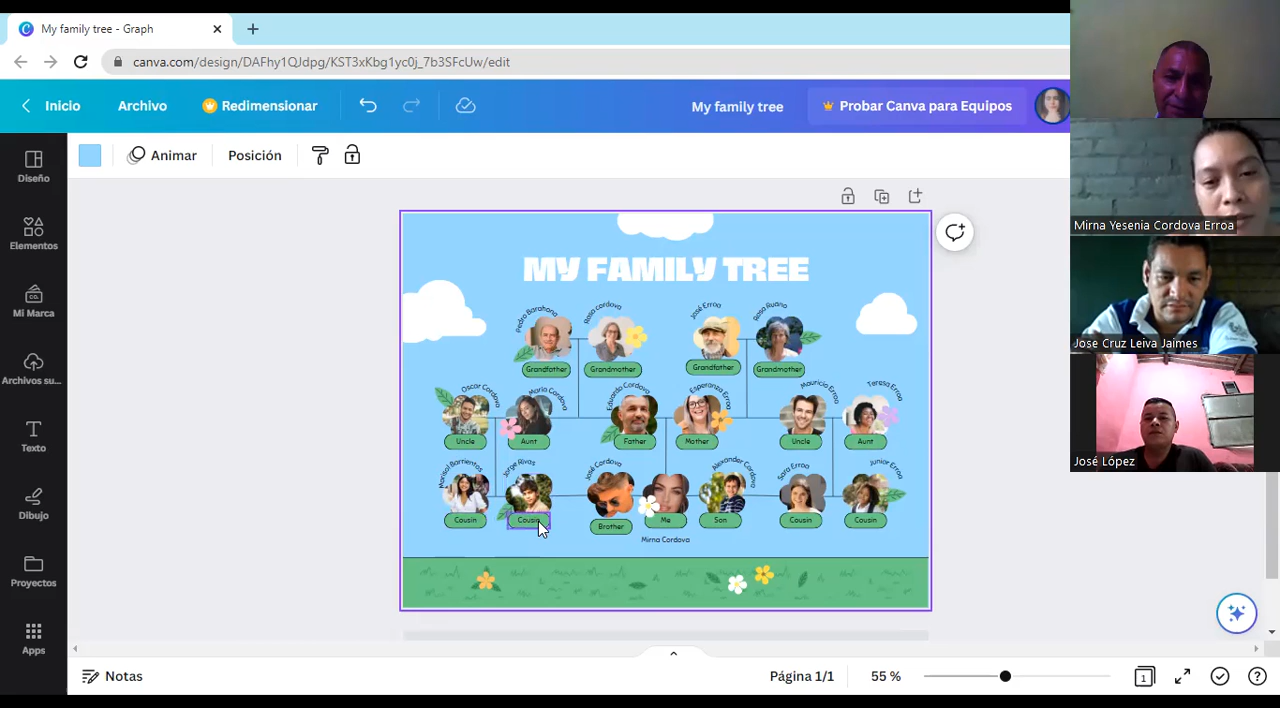 My family tree - Graph
canva.com/design/DAFhy1QJdpg/KST3xKbg1yc0j_7b3SFcUw/edit
Inicio
Archivo
Redimensionar
My family tree
Probar Canva para Equipos
Animar
Posición
Diseño
Elementos
Mi Marca
Archivos su...
Texto
Dibujo
Proyectos
Apps
MY FAMILY TREE
Pedro Barahona
Rosa cordova
José Erroa
Rosa Ruano
Grandfather
Grandmother
Grandfather
Grandmother
Oscar Cordova
Maria Cordova
Eduardo Cordova
Esperanza Erroa
Mauricio Erroa
Teresa Erroa
Uncle
Aunt
Father
Mother
Uncle
Aunt
Marisol Barrientos
Jorge Rivas
José Cordova
Alexander Cordova
Sara Erroa
Junior Erroa
Cousin
Cousin
Brother
Me
Son
Cousin
Cousin
Mirna Cordova
Notas
Página 1/1
55 %
1
Mirna Yesenia Cordova Erroa
Jose Cruz Leiva Jaimes
José López